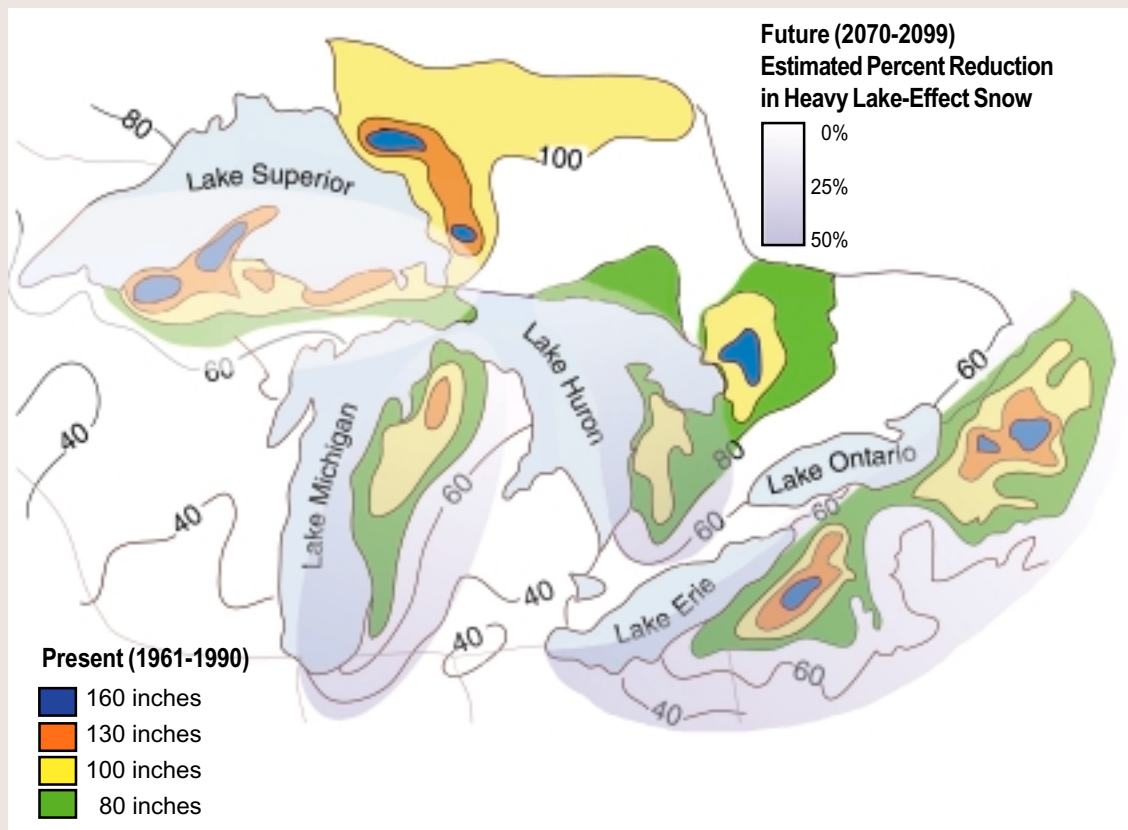 Future (2070-2099)
Estimated Percent Reduction
in Heavy Lake-Effect Snow
0%
25%
50%
80
Lake Superior
100
60
40
40
Lake Michigan
60
Lake Huron
80
60
60
Lake Ontario
60
40
40
Lake Erie
60
40
Present (1961-1990)
160 inches
130 inches
100 inches
80 inches